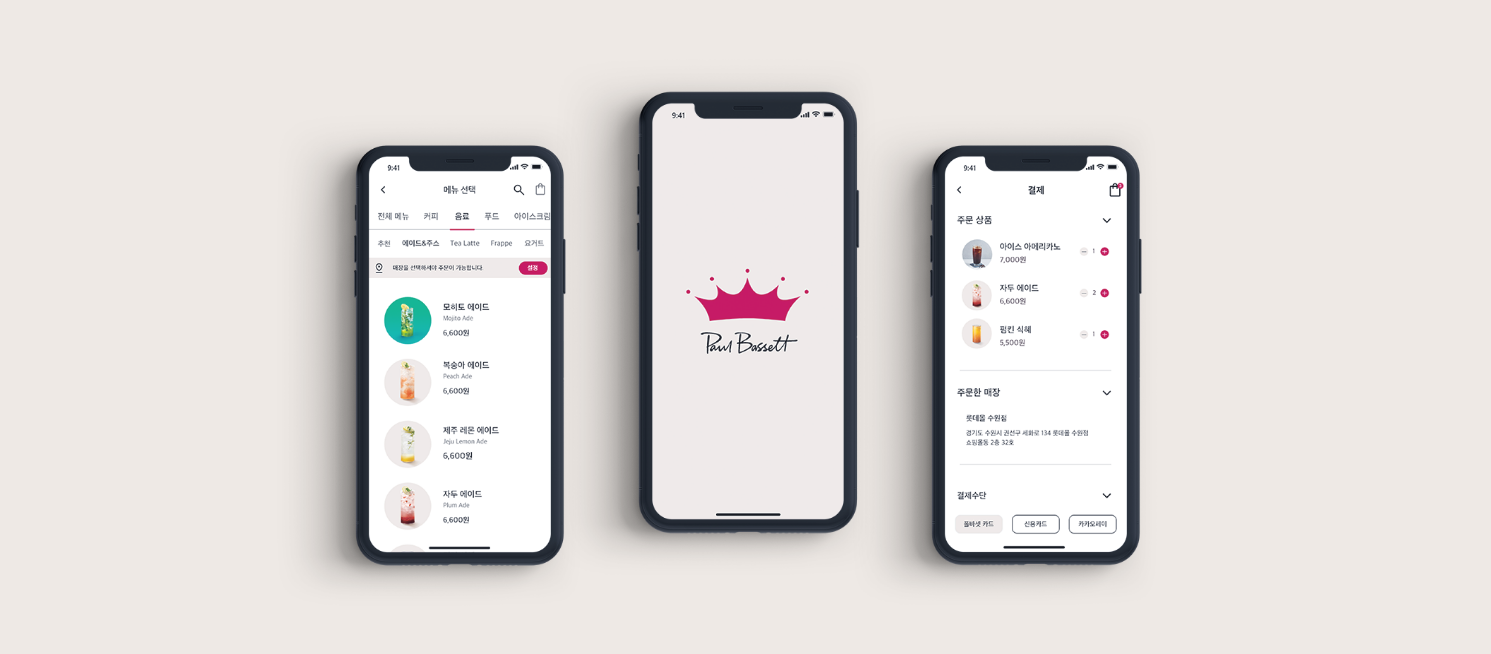 9:41
메뉴 선택
전체 메뉴 커피 음료 푸드 아이스크림
추천 에이드&주스 Tea Latte Frappe 요거트
매장을 선택하셔야 주문이 가능합니다. 설정
모히토 에이드
Mojito Ade
6,600원
복숭아 에이드
Peach Ade
6,600원
제주 레몬 에이드
Jeju Lemon Ade
6,600원
자두 에이드
Plum Ade
6,600원
9:41
Paul Bassett
9:41
결제
주문 상품
아이스 아메리카노
7,000원
1
자두 에이드
6,600원
2
펌킨 식혜
5,500원
1
주문한 매장
롯데몰 수원점
경기도 수원시 권선구 세화로 134 롯데몰 수원점
쇼핑몰동 2층 32호
결제수단
폴바셋 카드 신용카드 카카오페이